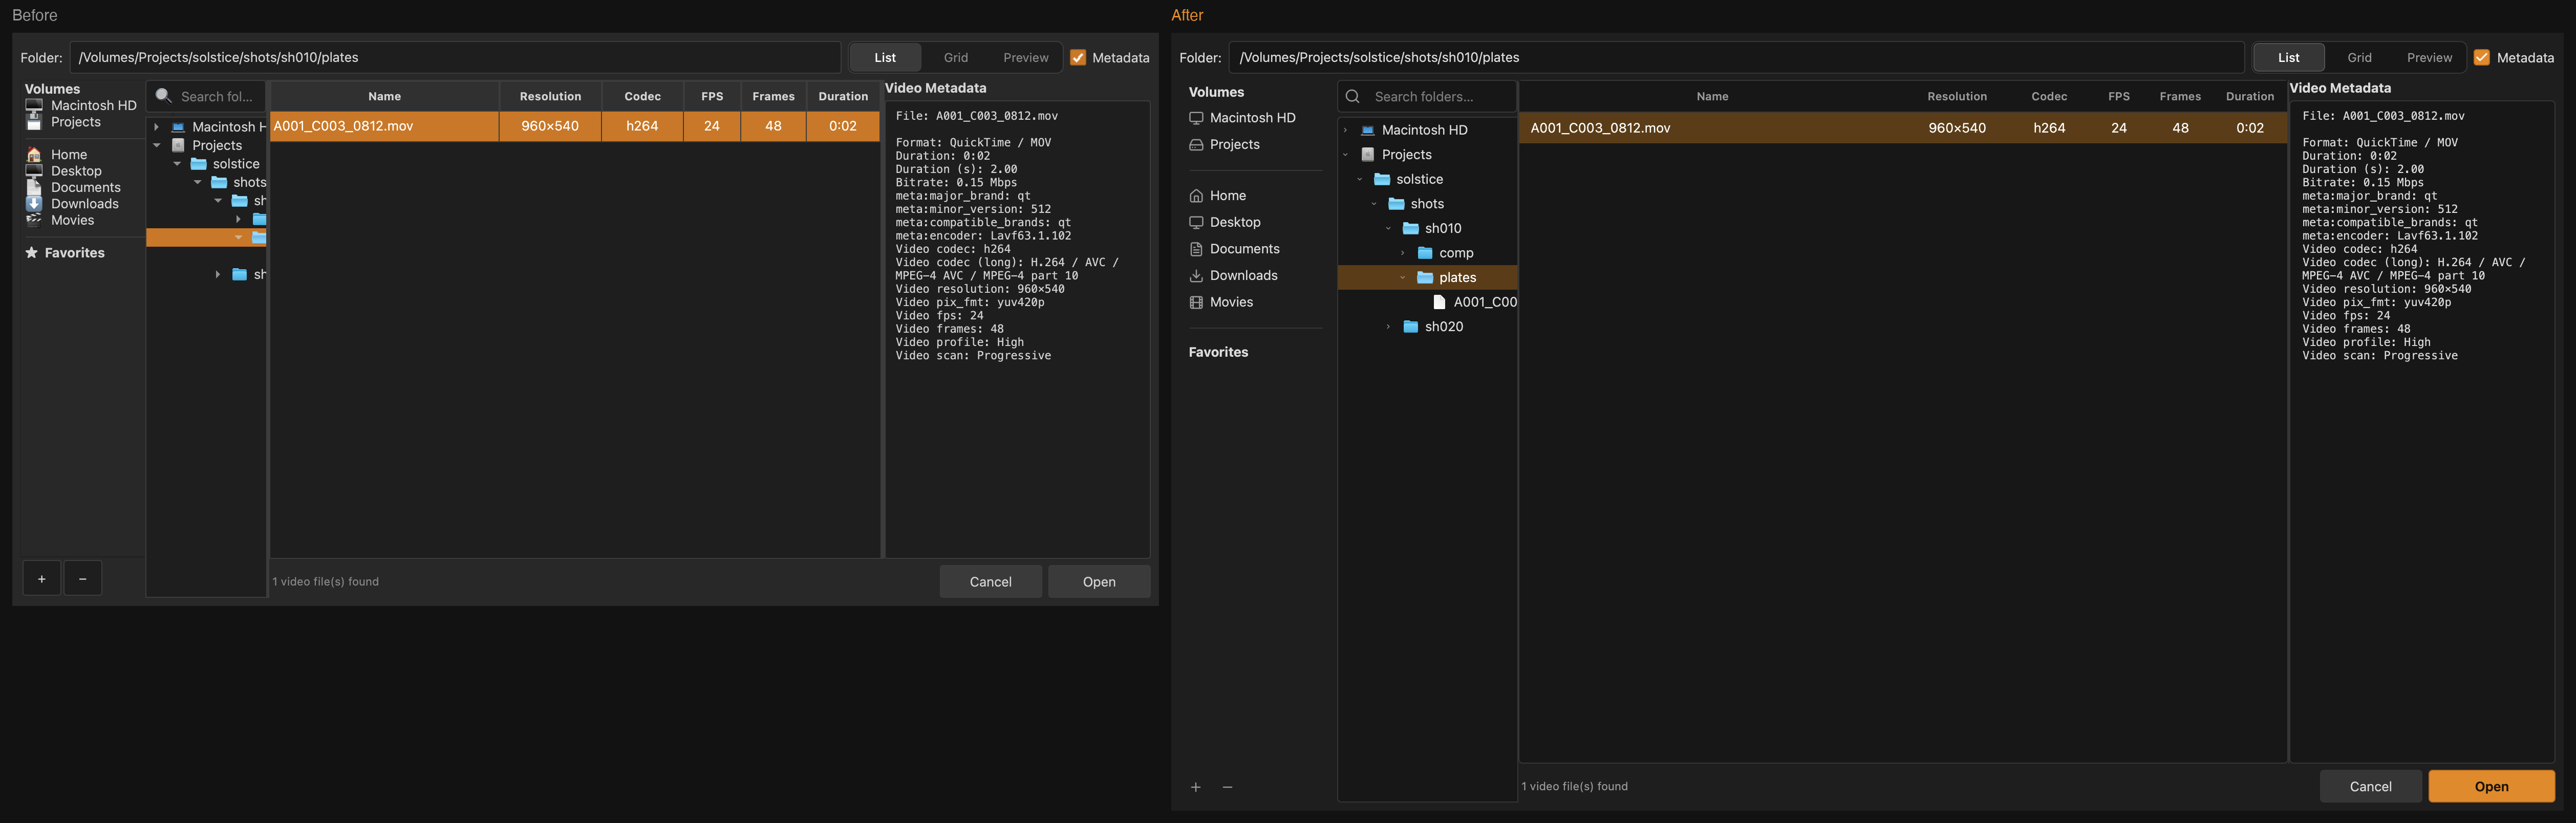 Before
Folder: /Volumes/Projects/solstice/shots/sh010/plates List Grid Preview Metadata
Volumes
Macintosh HD
Projects
Home
Desktop
Documents
Downloads
Movies
Favorites
+ −
Search fol...
Macintosh H
Projects
solstice
shots
sh
sh
Name Resolution Codec FPS Frames Duration
A001_C003_0812.mov 960×540 h264 24 48 0:02
1 video file(s) found
Video Metadata
File: A001_C003_0812.mov
Format: QuickTime / MOV
Duration: 0:02
Duration (s): 2.00
Bitrate: 0.15 Mbps
meta:major_brand: qt
meta:minor_version: 512
meta:compatible_brands: qt
meta:encoder: Lavf63.1.102
Video codec: h264
Video codec (long): H.264 / AVC /
MPEG-4 AVC / MPEG-4 part 10
Video resolution: 960×540
Video pix_fmt: yuv420p
Video fps: 24
Video frames: 48
Video profile: High
Video scan: Progressive
Cancel Open
After
Folder: /Volumes/Projects/solstice/shots/sh010/plates List Grid Preview Metadata
Volumes
Macintosh HD
Projects
Home
Desktop
Documents
Downloads
Movies
Favorites
+ −
Search folders...
Macintosh HD
Projects
solstice
shots
sh010
comp
plates
A001_C00
sh020
Name Resolution Codec FPS Frames Duration
A001_C003_0812.mov 960×540 h264 24 48 0:02
1 video file(s) found
Video Metadata
File: A001_C003_0812.mov
Format: QuickTime / MOV
Duration: 0:02
Duration (s): 2.00
Bitrate: 0.15 Mbps
meta:major_brand: qt
meta:minor_version: 512
meta:compatible_brands: qt
meta:encoder: Lavf63.1.102
Video codec: h264
Video codec (long): H.264 / AVC /
MPEG-4 AVC / MPEG-4 part 10
Video resolution: 960×540
Video pix_fmt: yuv420p
Video fps: 24
Video frames: 48
Video profile: High
Video scan: Progressive
Cancel Open